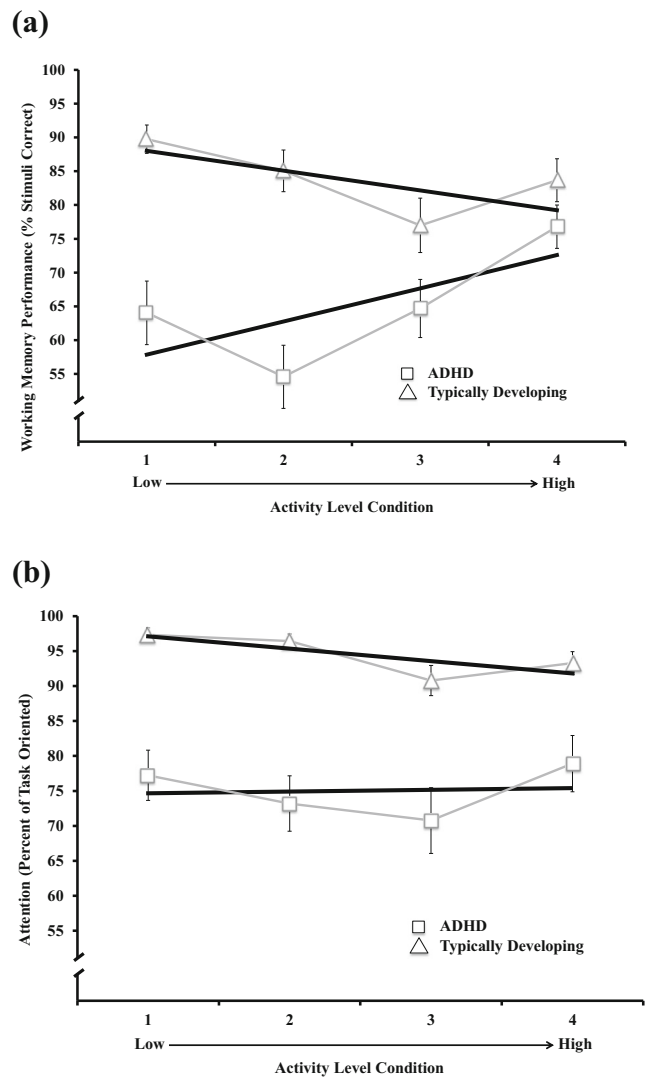 (a)
Working Memory Performance (% Stimuli Correct)
100
95
90
85
80
75
70
65
60
55
ADHD
Typically Developing
1 2 3 4
Low High
Activity Level Condition
(b)
Attention (Percent of Task Oriented)
100
95
90
85
80
75
70
65
60
55
ADHD
Typically Developing
1 2 3 4
Low High
Activity Level Condition